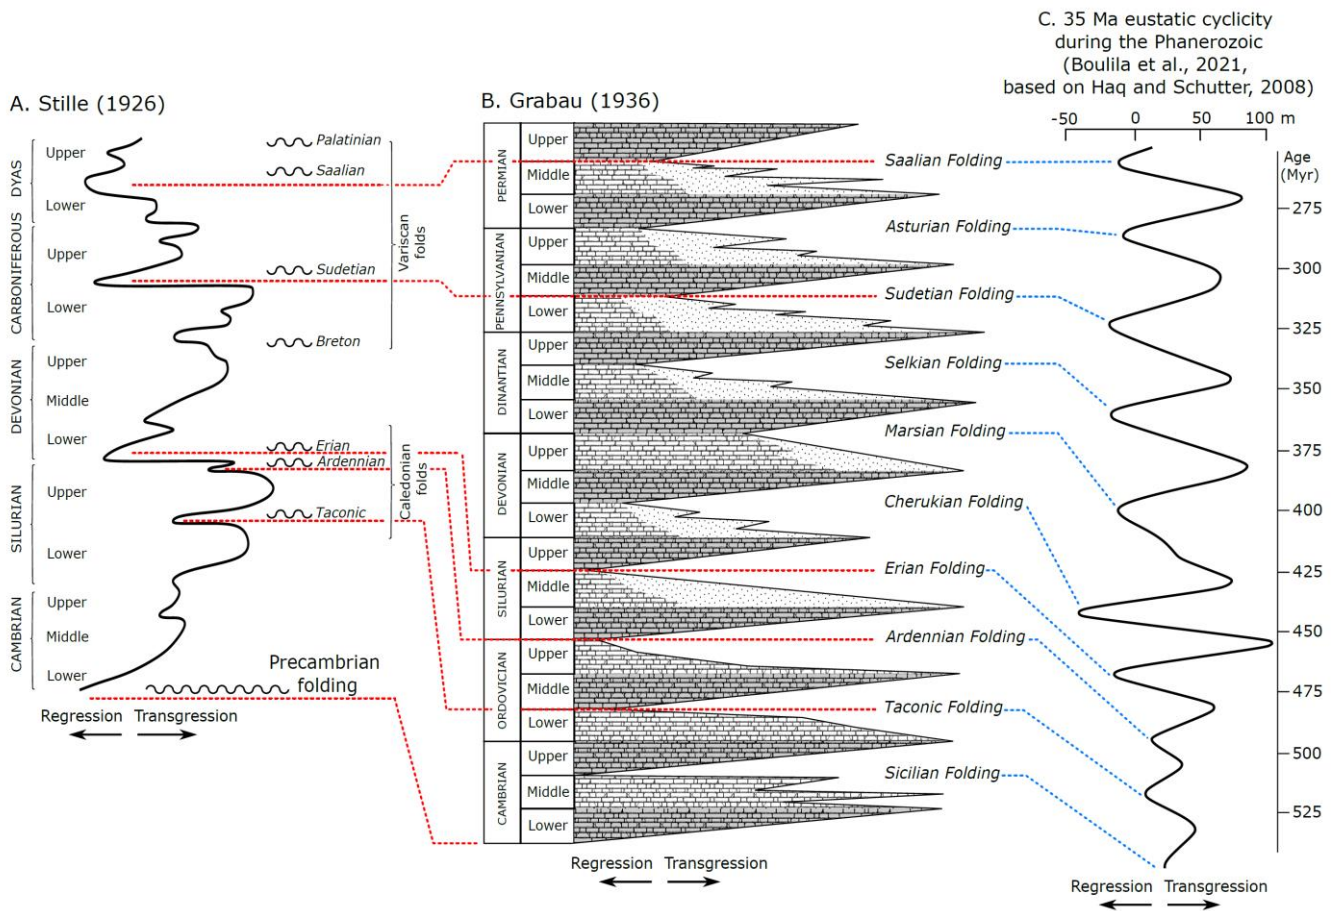 C. 35 Ma eustatic cyclicity
during the Phanerozoic
(Boulila et al., 2021,
based on Haq and Schutter, 2008)
A. Stille (1926)
B. Grabau (1936)
-50 0 50 100 m
Age
(Myr)
DYAS
Upper
Lower
CARBONIFEROUS
Upper
Lower
DEVONIAN
Upper
Middle
Lower
SILURIAN
Upper
Lower
CAMBRIAN
Upper
Middle
Lower
Palatinian
Saalian
Sudetian
Breton
Variscan
folds
Erian
Ardennian
Taconic
Caledonian
folds
Precambrian
folding
Regression Transgression
PERMIAN
Upper
Middle
Lower
PENNSYLVANIAN
Upper
Middle
Lower
DINANTIAN
Upper
Middle
Lower
DEVONIAN
Upper
Middle
Lower
SILURIAN
Upper
Middle
Lower
ORDOVICIAN
Upper
Middle
Lower
CAMBRIAN
Upper
Middle
Lower
Regression Transgression
Saalian Folding
Asturian Folding
Sudetian Folding
Selkian Folding
Marsian Folding
Cherukian Folding
Erian Folding
Ardennian Folding
Taconic Folding
Sicilian Folding
275
300
325
350
375
400
425
450
475
500
525
Regression Transgression